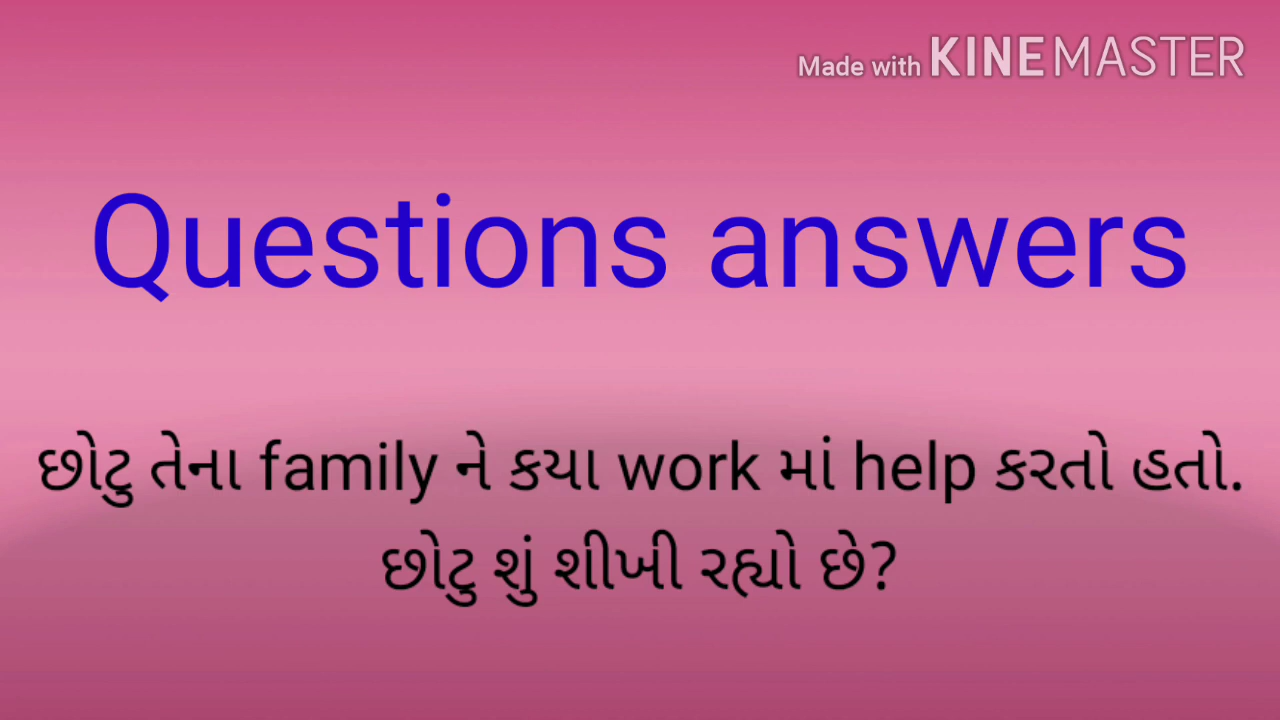 Made with KINEMASTER
Questions answers
છોટુ તેના family ને કયા work માં help કરતો હતો.
છોટુ શું શીખી રહ્યો છે?